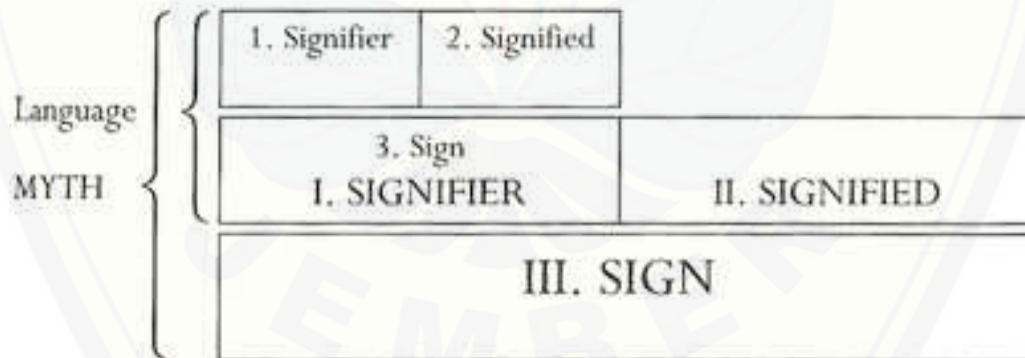 1. Signifier
2. Signified
Language
3. Sign
MYTH
I. SIGNIFIER
II. SIGNIFIED
III. SIGN